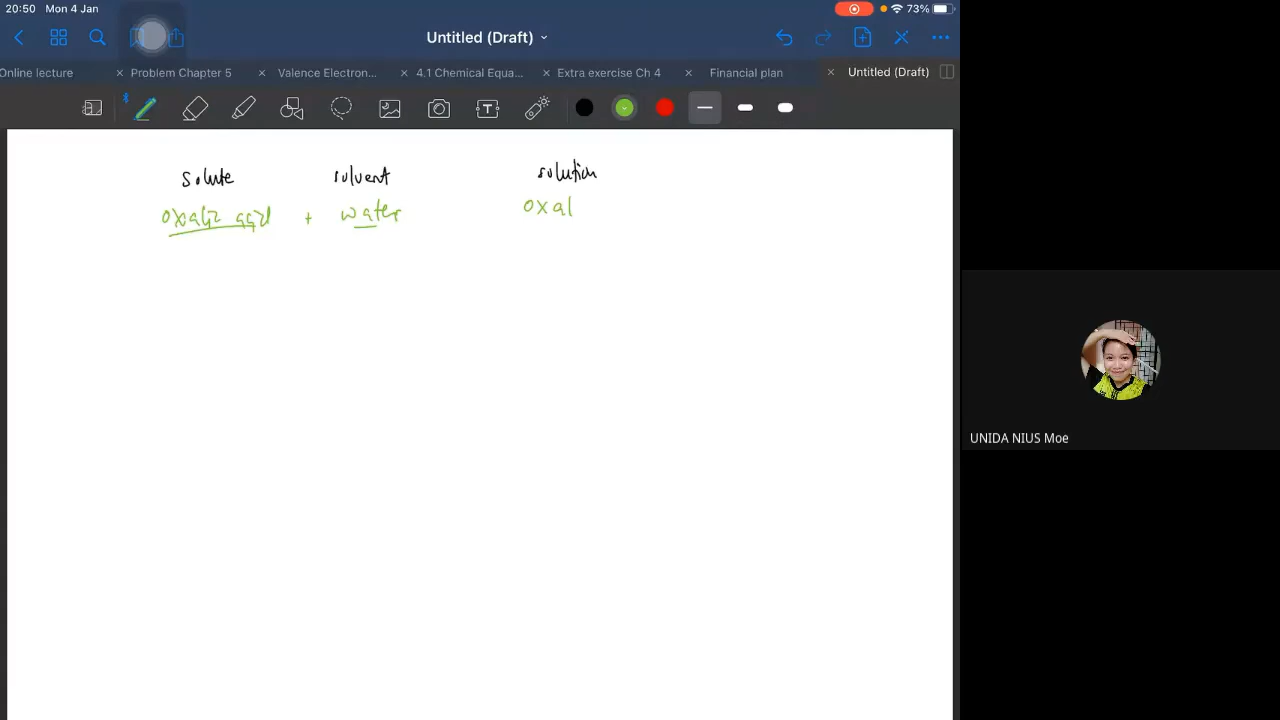 20:50 Mon 4 Jan 73%
Untitled (Draft)
Online lecture Problem Chapter 5 Valence Electron... 4.1 Chemical Equa... Extra exercise Ch 4 Financial plan Untitled (Draft)
T
solute solvent solution
oxalic acid + water oxal
UNIDA NIUS Moe